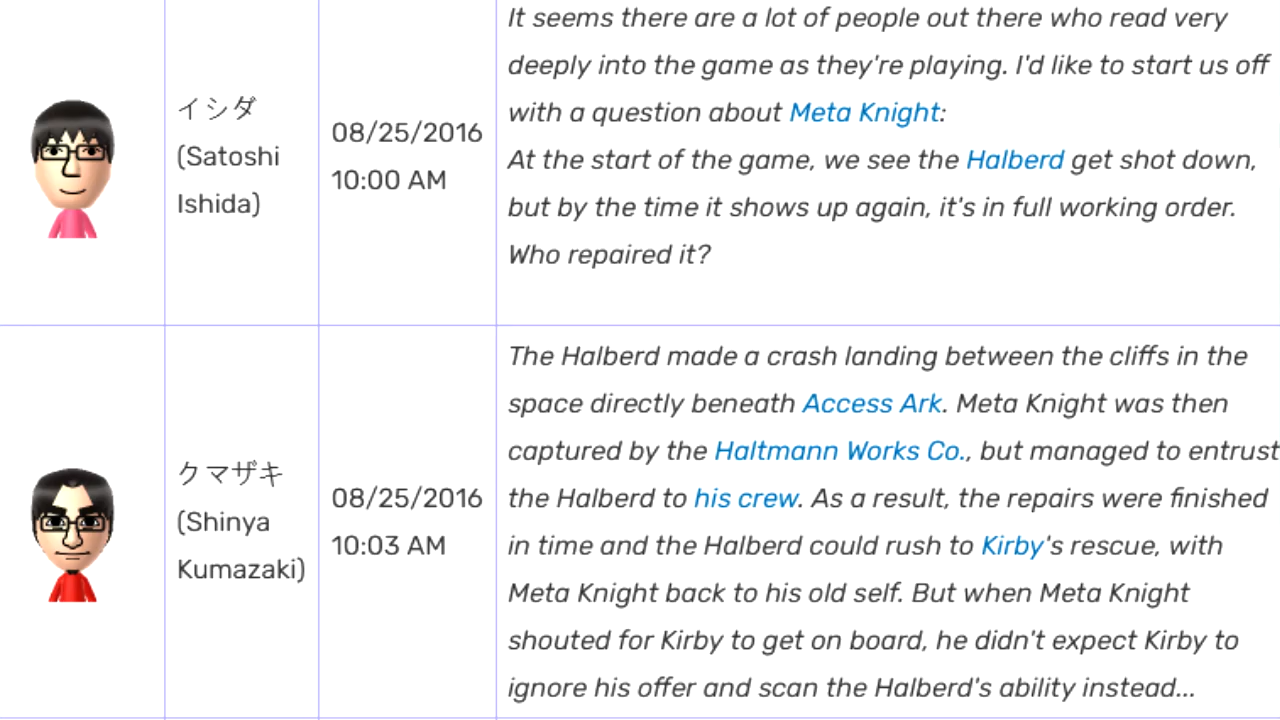 イシダ
(Satoshi
Ishida)
08/25/2016
10:00 AM
It seems there are a lot of people out there who read very
deeply into the game as they're playing. I'd like to start us off
with a question about Meta Knight:
At the start of the game, we see the Halberd get shot down,
but by the time it shows up again, it's in full working order.
Who repaired it?
クマザキ
(Shinya
Kumazaki)
08/25/2016
10:03 AM
The Halberd made a crash landing between the cliffs in the
space directly beneath Access Ark. Meta Knight was then
captured by the Haltmann Works Co., but managed to entrust
the Halberd to his crew. As a result, the repairs were finished
in time and the Halberd could rush to Kirby's rescue, with
Meta Knight back to his old self. But when Meta Knight
shouted for Kirby to get on board, he didn't expect Kirby to
ignore his offer and scan the Halberd's ability instead...